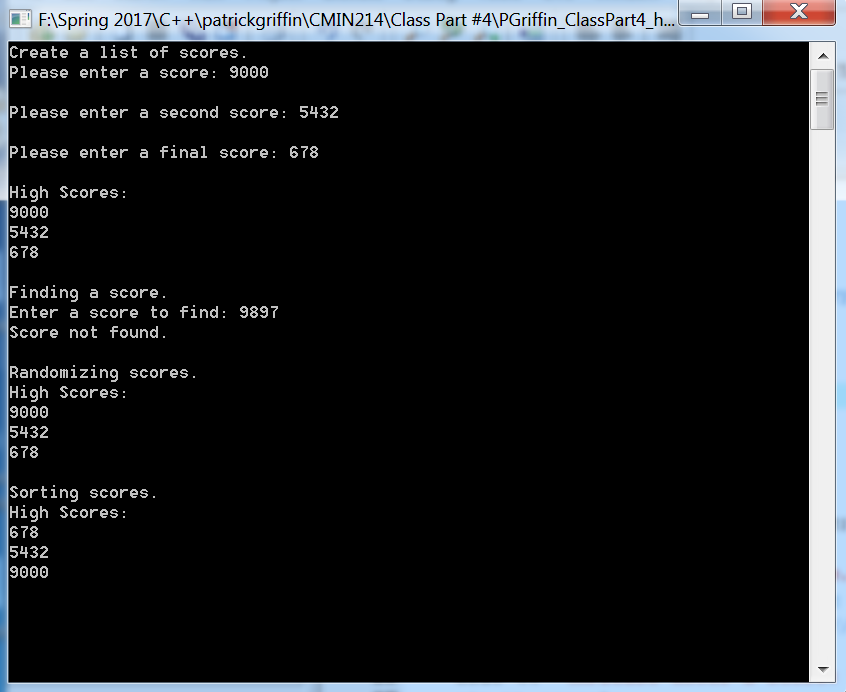 F:\Spring 2017\C++\patrickgriffin\CMIN214\Class Part #4\PGriffin_ClassPart4_h...
Create a list of scores.
Please enter a score: 9000
Please enter a second score: 5432
Please enter a final score: 678
High Scores:
9000
5432
678
Finding a score.
Enter a score to find: 9897
Score not found.
Randomizing scores.
High Scores:
9000
5432
678
Sorting scores.
High Scores:
678
5432
9000